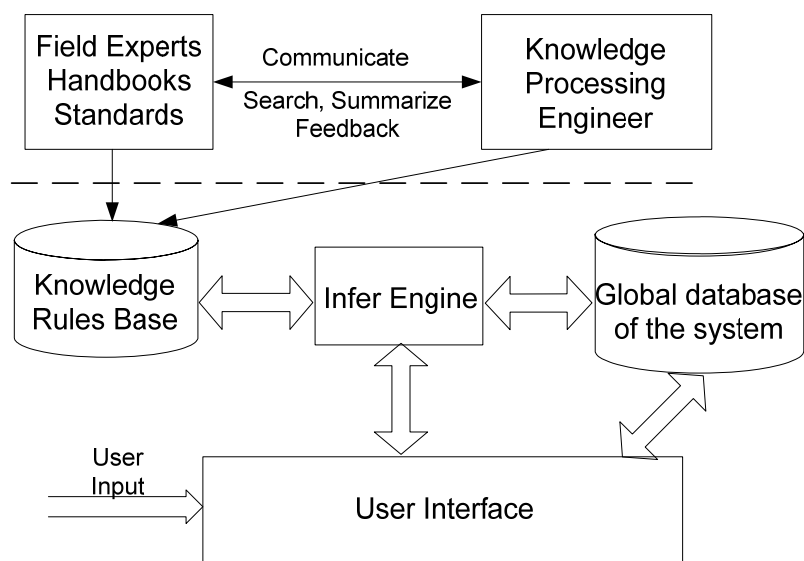 Field Experts
Handbooks
Standards
Communicate
Search, Summarize
Feedback
Knowledge
Processing
Engineer
Knowledge
Rules Base
Infer Engine
Global database
of the system
User
Input
User Interface